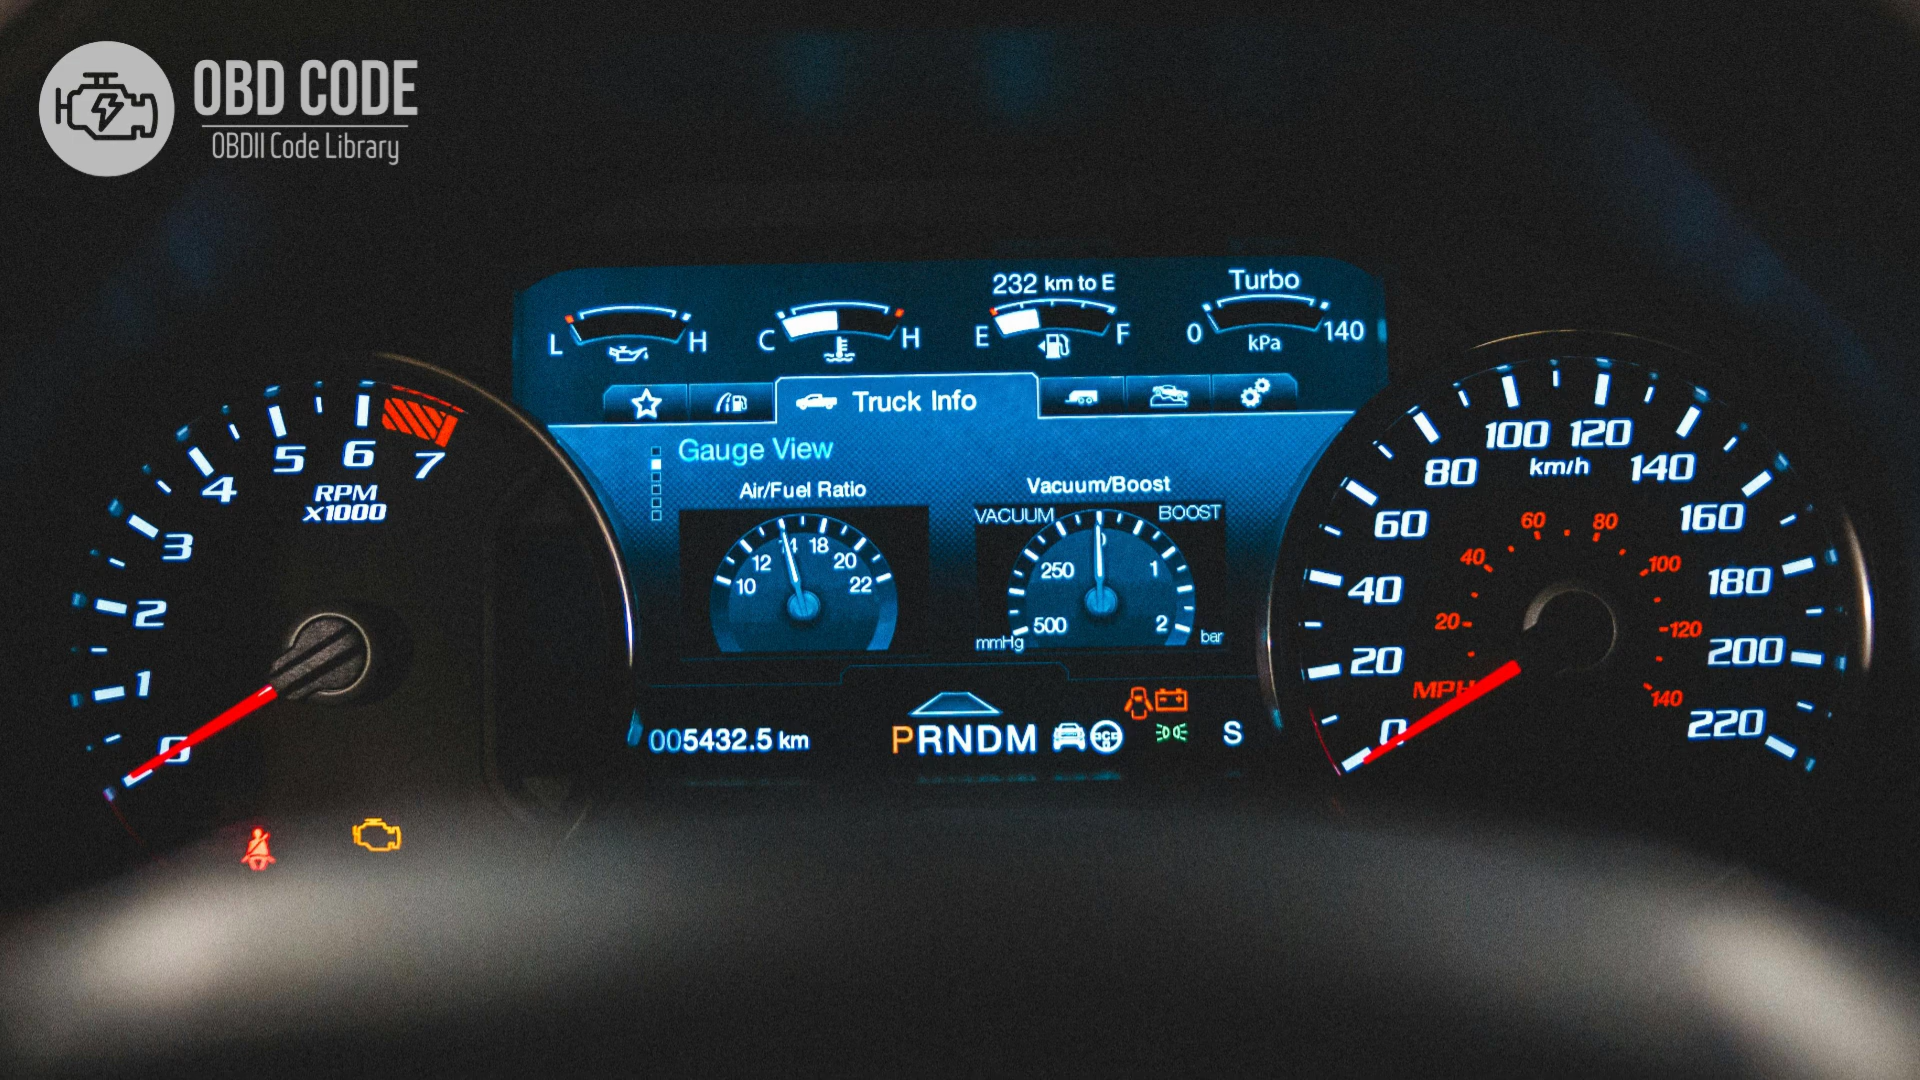 OBD CODE
OBDII Code Library
232 km to E
Turbo
L H
C H
E F
0 140
kPa
Truck Info
Gauge View
Air/Fuel Ratio
10 12 14 18 20 22
Vacuum/Boost
VACUUM BOOST
500 250 0 1 2
mmHg bar
0 1 2 3 4 5 6 7
RPM
X1000
0 20 40 60 80 100 120 140 160 180 200 220
km/h
20 40 60 80 100 120 140
MPH
005432.5 km
PRNDM
S